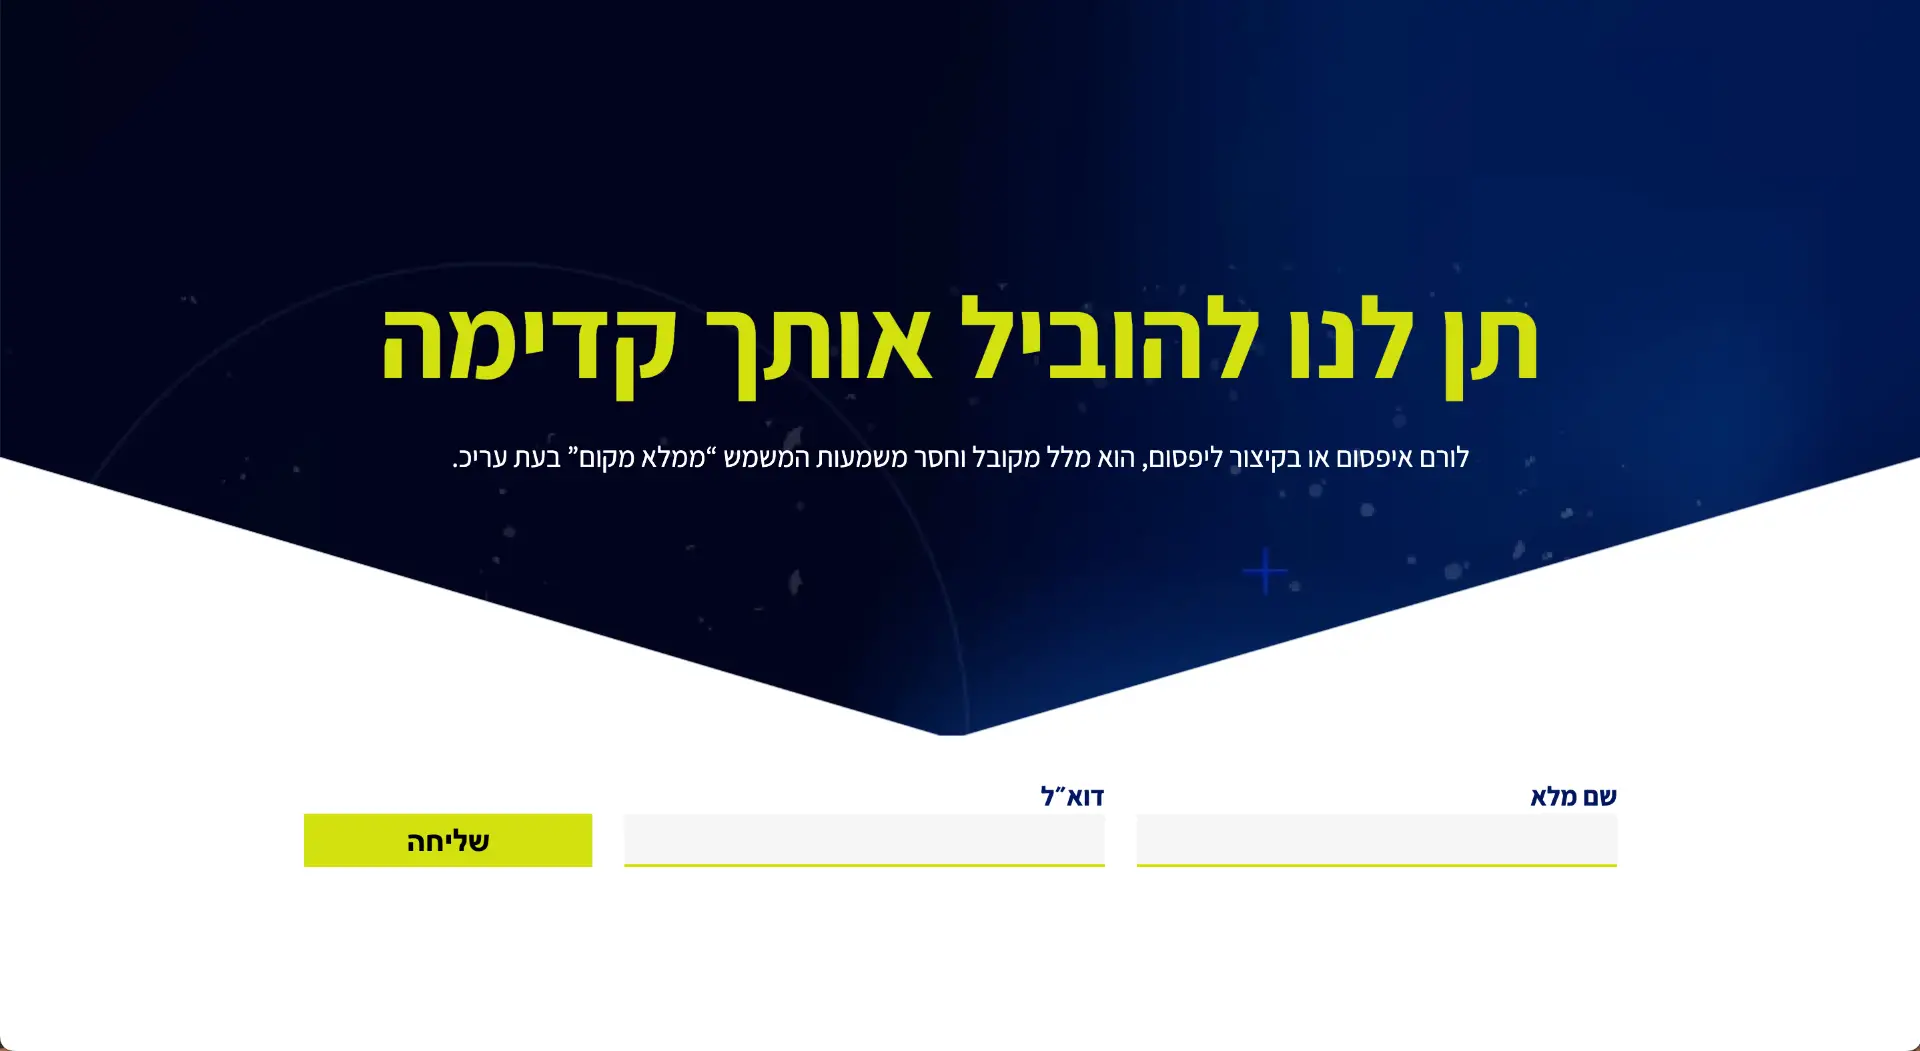 תן לנו להוביל אותך קדימה
לורם איפסום או בקיצור ליפסום, הוא מלל מקובל וחסר משמעות המשמש “ממלא מקום” בעת עריכ.
שם מלא
דוא״ל
שליחה